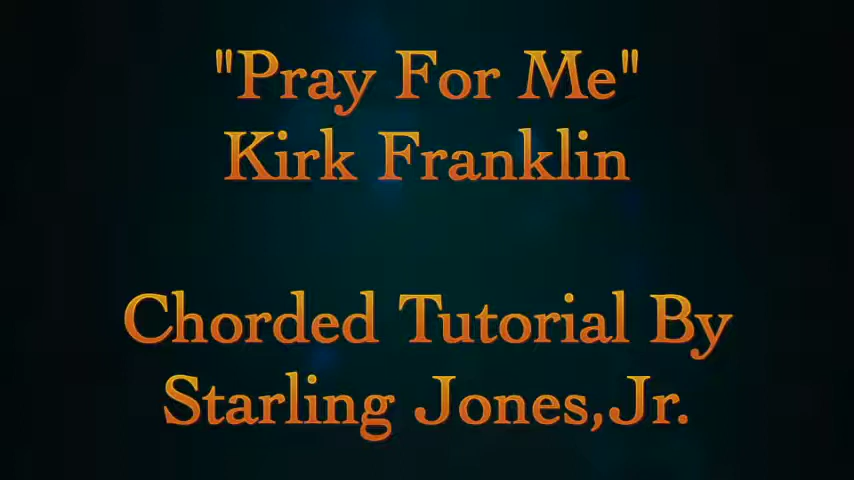 "Pray For Me"
Kirk Franklin
Chorded Tutorial By
Starling Jones,Jr.